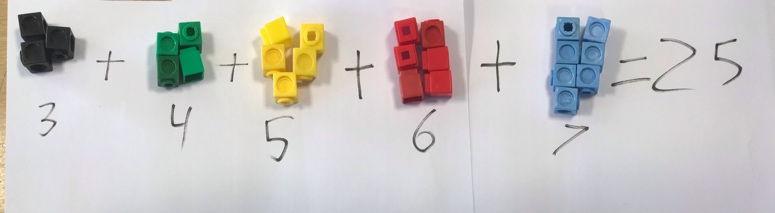 + + + + = 25
3 4 5 6 7